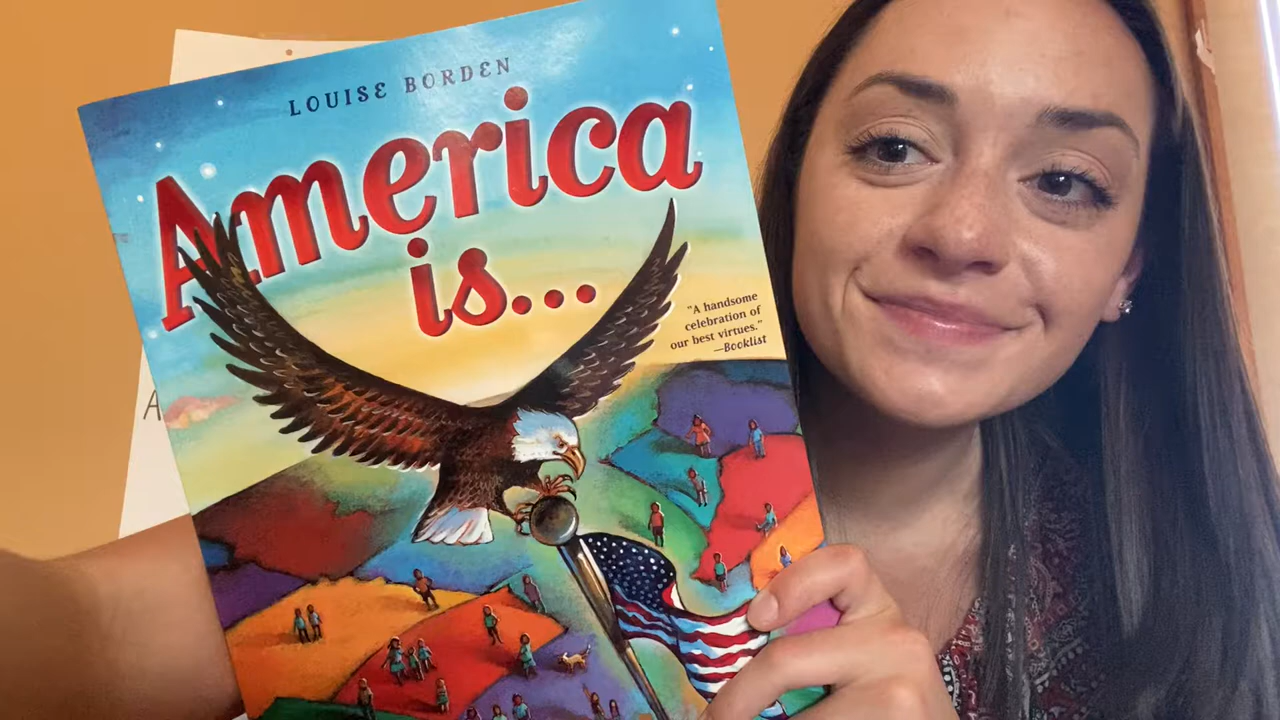 LOUISE BORDEN
America
is...
"A handsome
celebration of
our best virtues."
—Booklist
A